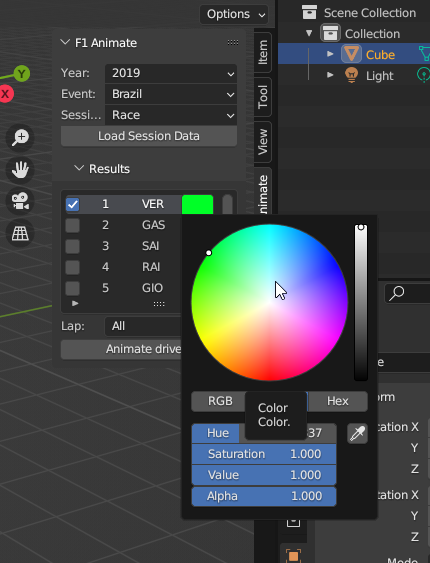 Options
Scene Collection
Collection
Cube
Light
F1 Animate
Year: 2019
Event: Brazil
Sessi... Race
Load Session Data
Results
1 VER
2 GAS
3 SAI
4 RAI
5 GIO
Lap: All
Animate drive
Item
Tool
View
Animate
Y
X
RGB
Hex
Color
Color.
Hue 37
Saturation 1.000
Value 1.000
Alpha 1.000
e
orm
tation X
Y
Z
tation X
Y
Z
Mode